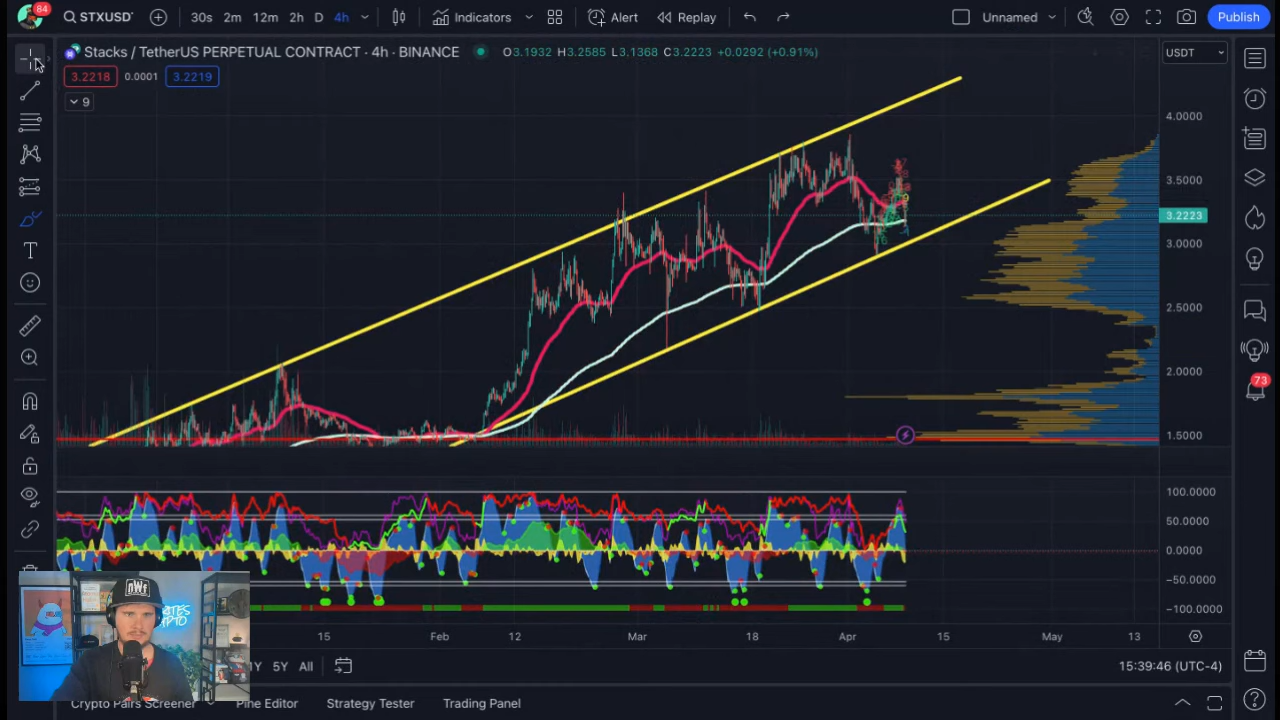 84
STXUSD
30s 2m 12m 2h D 4h
Indicators
Alert
Replay
Unnamed
Publish
Stacks / TetherUS PERPETUAL CONTRACT · 4h · BINANCE
O3.1932 H3.2585 L3.1368 C3.2223 +0.0292 (+0.91%)
USDT
3.2218 0.0001 3.2219
9
4.0000
3.5000
3.2223
3.0000
2.5000
2.0000
1.5000
73
100.0000
50.0000
0.0000
−50.0000
−100.0000
15 Feb 12 Mar 18 Apr 15 May 13
5Y All
15:39:46 (UTC-4)
Crypto Pairs Screener Pine Editor Strategy Tester Trading Panel